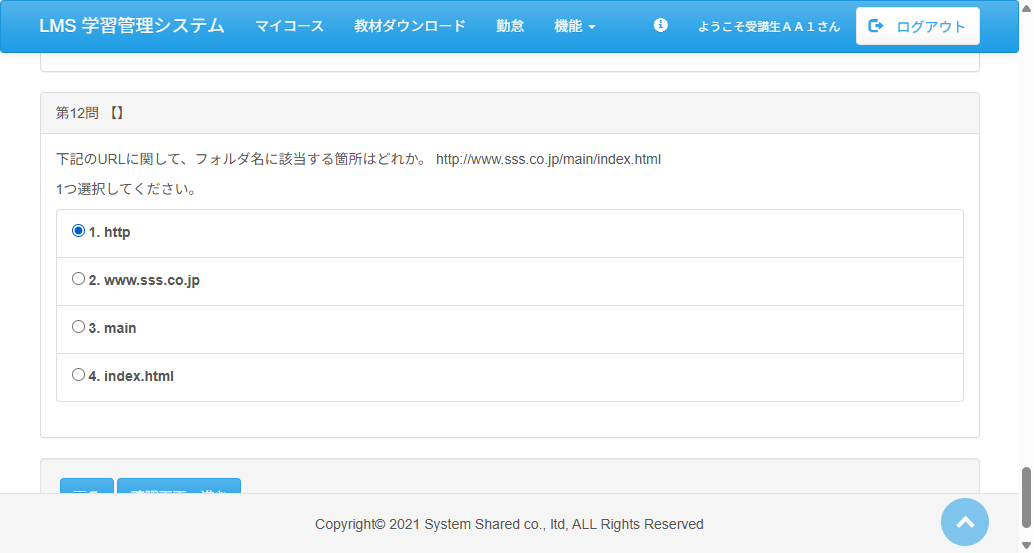 LMS 学習管理システム マイコース 教材ダウンロード 勤怠 機能 ようこそ受講生ＡＡ１さん ログアウト
第12問 【】
下記のURLに関して、フォルダ名に該当する箇所はどれか。 http://www.sss.co.jp/main/index.html
1つ選択してください。
1. http
2. www.sss.co.jp
3. main
4. index.html
Copyright© 2021 System Shared co., ltd, ALL Rights Reserved